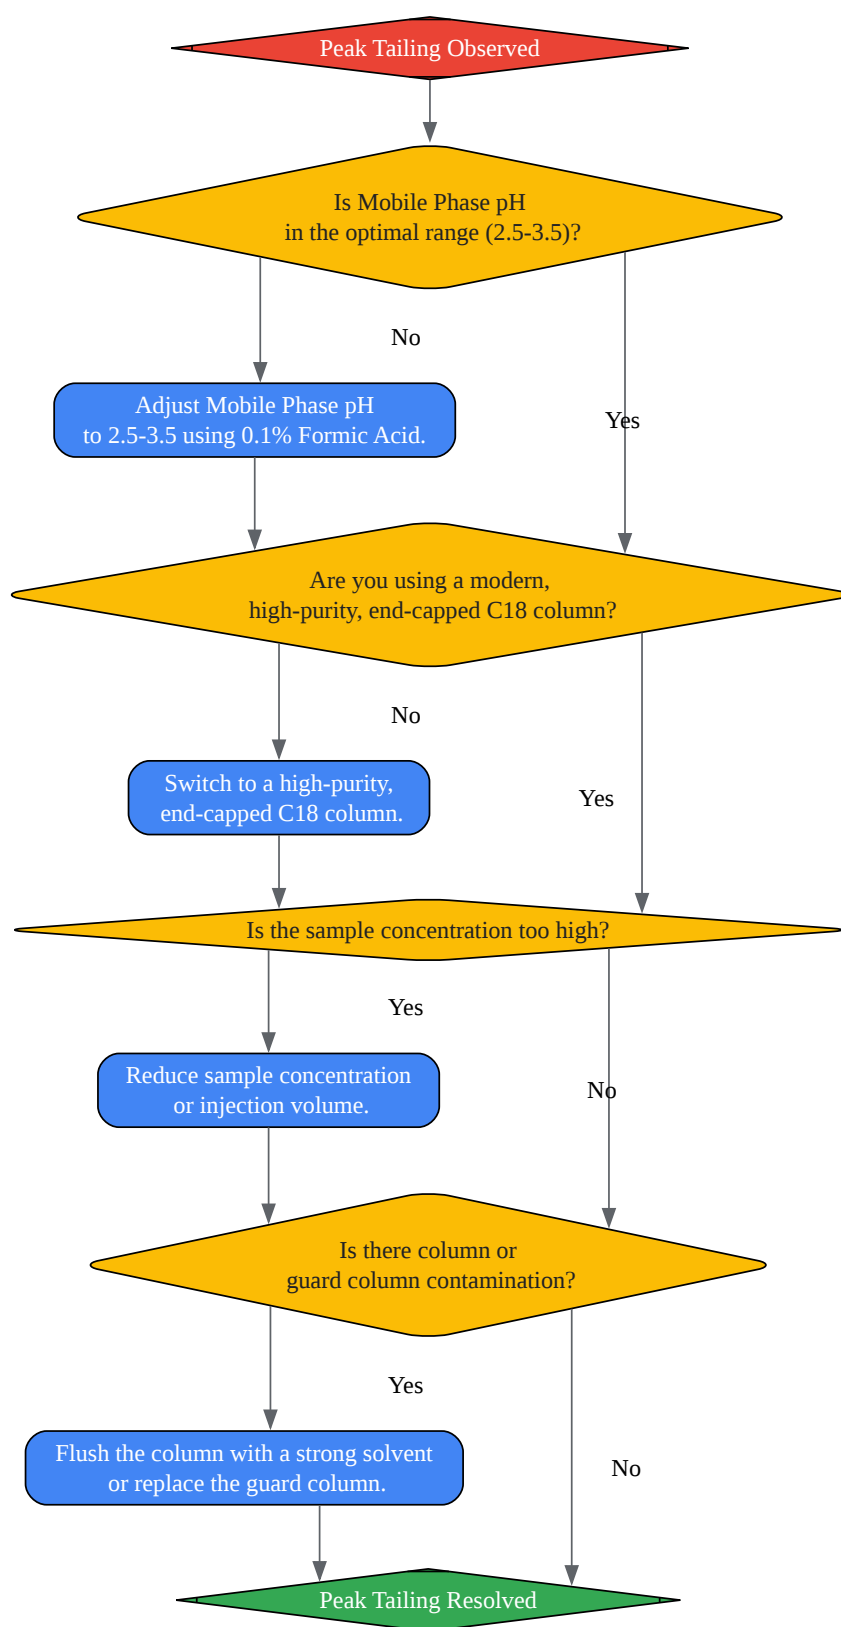 Peak Tailing Observed
Is Mobile Phase pH
in the optimal range (2.5-3.5)?
No
Adjust Mobile Phase pH
to 2.5-3.5 using 0.1% Formic Acid.
Yes
Are you using a modern,
high-purity, end-capped C18 column?
No
Switch to a high-purity,
end-capped C18 column.
Yes
Is the sample concentration too high?
Yes
Reduce sample concentration
or injection volume.
No
Is there column or
guard column contamination?
Yes
Flush the column with a strong solvent
or replace the guard column.
No
Peak Tailing Resolved